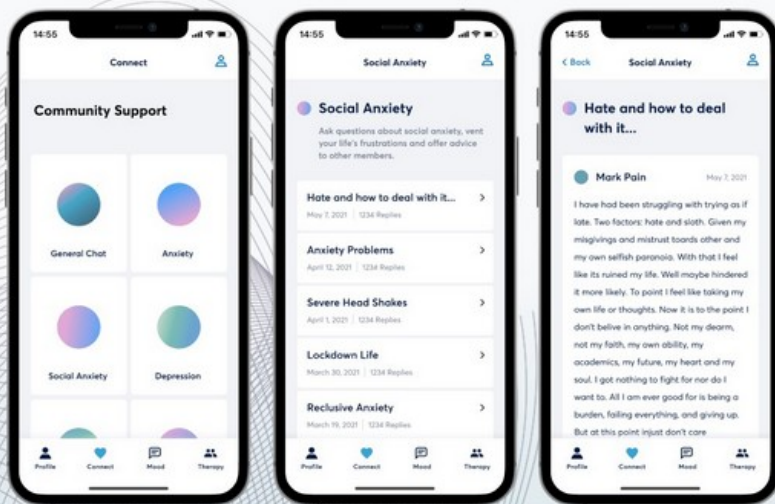 14:55
Connect
Community Support
General Chat
Anxiety
Social Anxiety
Depression
Profile
Connect
Mood
Therapy
14:55
Social Anxiety
Social Anxiety
Ask questions about social anxiety, vent
your life's frustrations and offer advice
to other members.
Hate and how to deal with it...
May 7, 2021 | 1234 Replies
Anxiety Problems
April 12, 2021 | 1234 Replies
Severe Head Shakes
April 1, 2021 | 1234 Replies
Lockdown Life
March 30, 2021 | 1234 Replies
Reclusive Anxiety
March 19, 2021 | 1234 Replies
Profile
Connect
Mood
Therapy
14:55
< Back
Social Anxiety
Hate and how to deal
with it...
Mark Pain
May 7, 2021
I have had been struggling with trying as if
late. Two factors: hate and sloth. Given my
misgivings and mistrust toards other and
my own selfish paranoia. With that I feel
like its ruined my life. Well maybe hindered
it more likely. To point I feel like taking my
own life or thoughts. Now it is to the point I
don't belive in anything. Not my dearm,
not my faith, my own ability, my
academics, my future, my heart and my
soul. I got nothing to fight for nor do I
want to. All I am ever good for is being a
burden, failing everything, and giving up.
But at this point injust don't care
Profile
Connect
Mood
Therapy